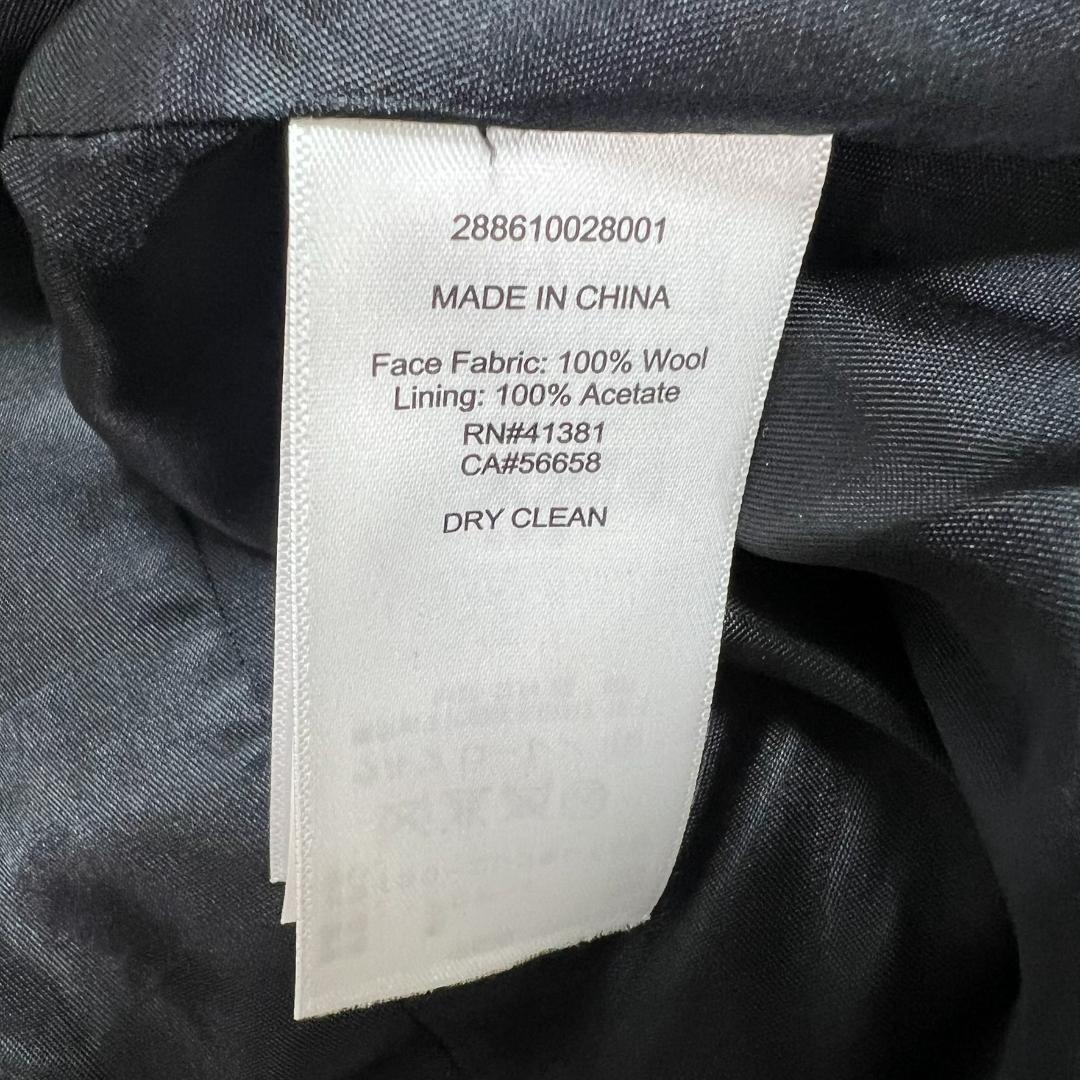 288610028001
MADE IN CHINA
Face Fabric: 100% Wool
Lining: 100% Acetate
RN#41381
CA#56658
DRY CLEAN